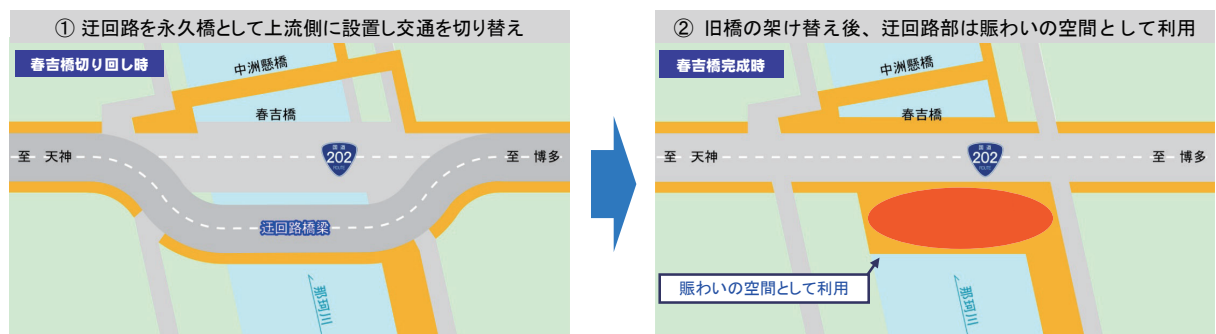 ① 迂回路を永久橋として上流側に設置し交通を切り替え
春吉橋切り回し時
中洲懸橋
春吉橋
至 天神
国道
202
ROUTE
至 博多
迂回路橋梁
那珂川
② 旧橋の架け替え後、迂回路部は賑わいの空間として利用
春吉橋完成時
中洲懸橋
春吉橋
至 天神
国道
202
ROUTE
至 博多
賑わいの空間として利用
那珂川